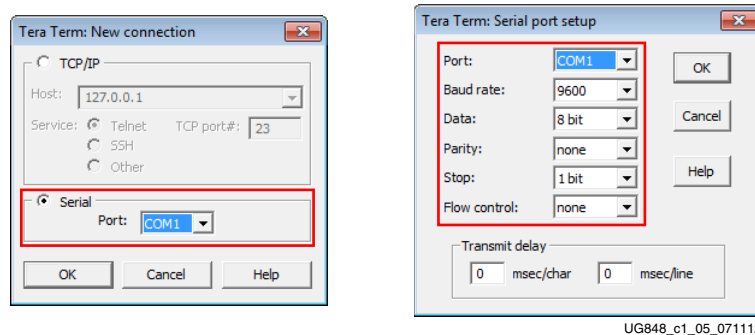 Tera Term: New connection
TCP/IP
Host: 127.0.0.1
Service: Telnet TCP port#: 23
SSH
Other
Serial
Port: COM1
OK Cancel Help
Tera Term: Serial port setup
Port: COM1 OK
Baud rate: 9600
Data: 8 bit Cancel
Parity: none
Stop: 1 bit Help
Flow control: none
Transmit delay
0 msec/char 0 msec/line
UG848_c1_05_07111